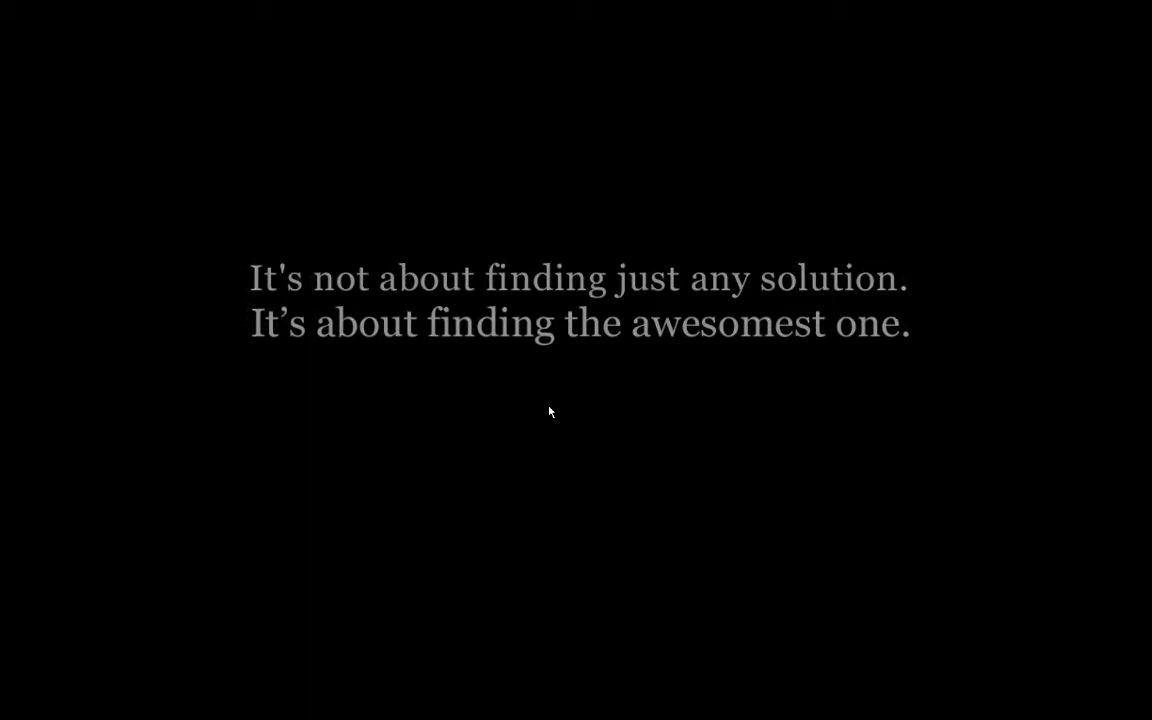 It's not about finding just any solution.
It’s about finding the awesomest one.